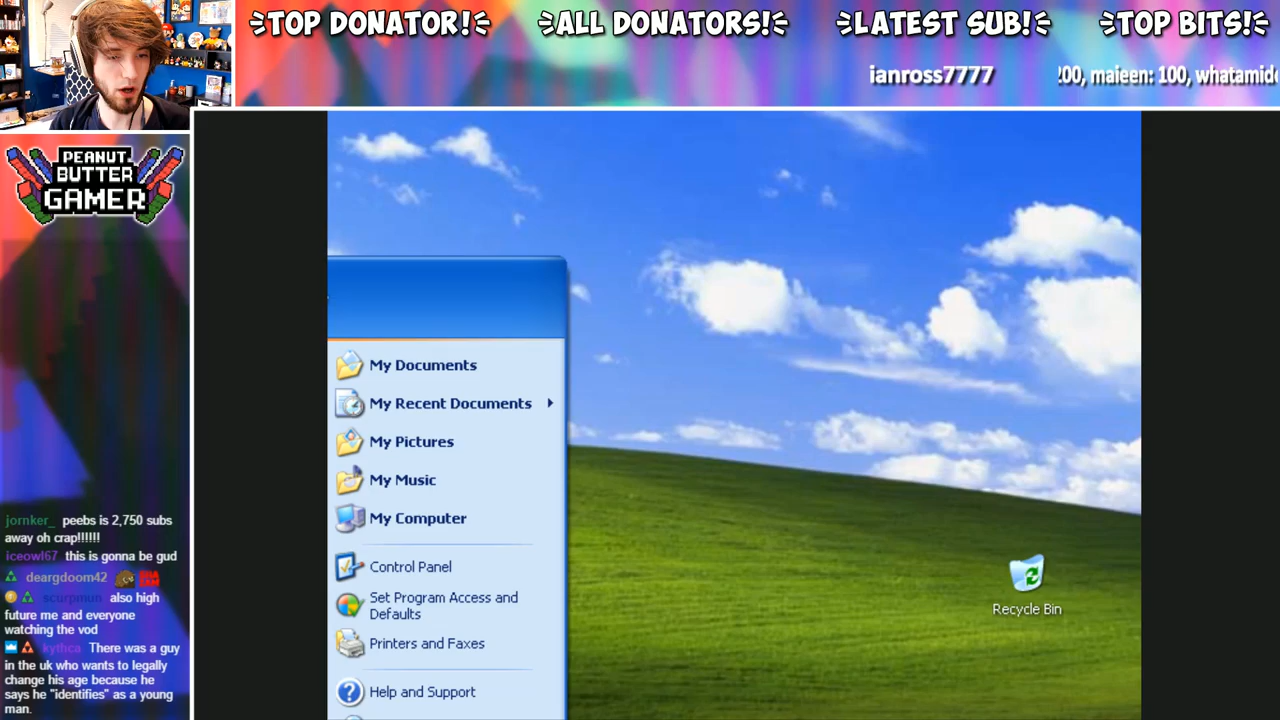 TOP DONATOR!
ALL DONATORS!
LATEST SUB!
TOP BITS!
ianross7777
00, maieen: 100, whatamid
PEANUT
BUTTER
GAMER
My Documents
My Recent Documents
My Pictures
My Music
My Computer
Control Panel
Set Program Access and
Defaults
Printers and Faxes
Help and Support
Recycle Bin
jornker_ peebs is 2,750 subs
away oh crap!!!!!!
iceowl67 this is gonna be gud
deargdoom42
scurpmun also high
future me and everyone
watching the vod
kythca There was a guy
in the uk who wants to legally
change his age because he
says he "identifies" as a young
man.